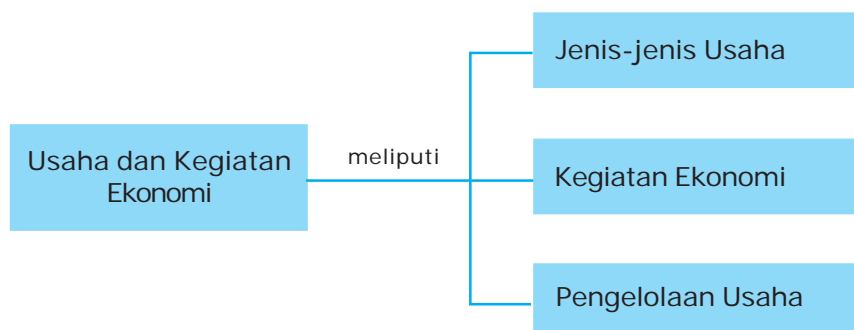 Usaha dan Kegiatan
Ekonomi
meliputi
Jenis-jenis Usaha
Kegiatan Ekonomi
Pengelolaan Usaha